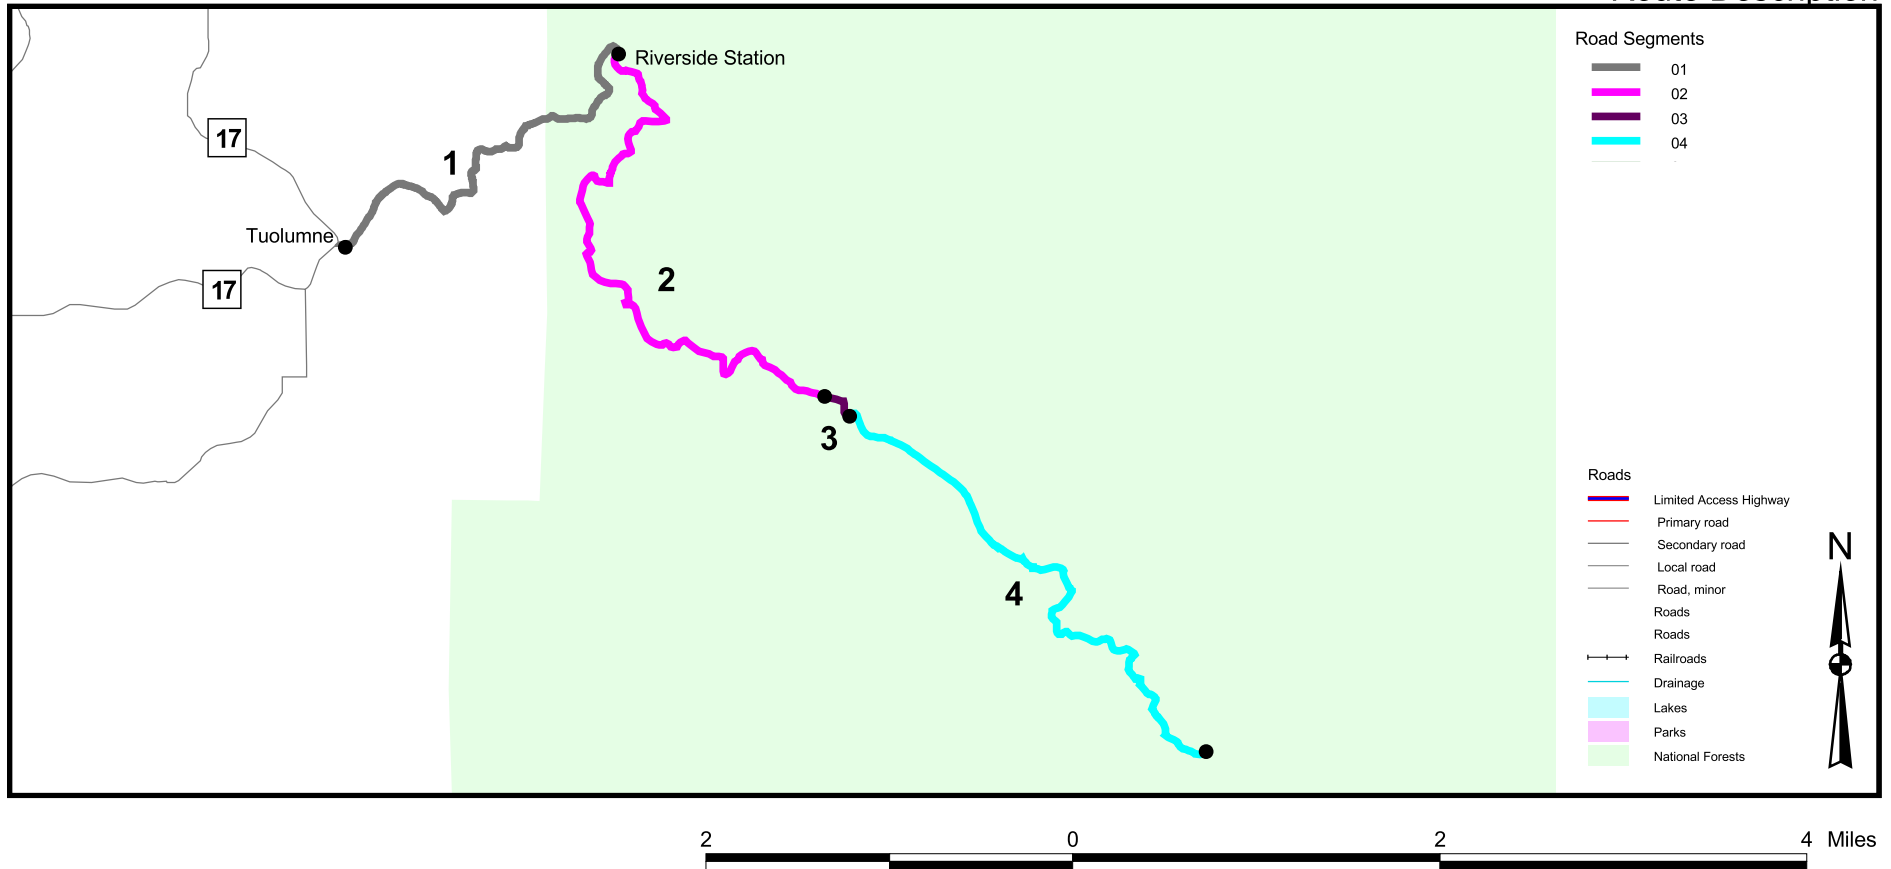 Route Description
Road Segments
01
02
03
04
Riverside Station
17
1
Tuolumne
17
2
3
4
Roads
Limited Access Highway
Primary road
Secondary road
Local road
Road, minor
Roads
Roads
Railroads
Drainage
Lakes
Parks
National Forests
N
2 0 2 4 Miles